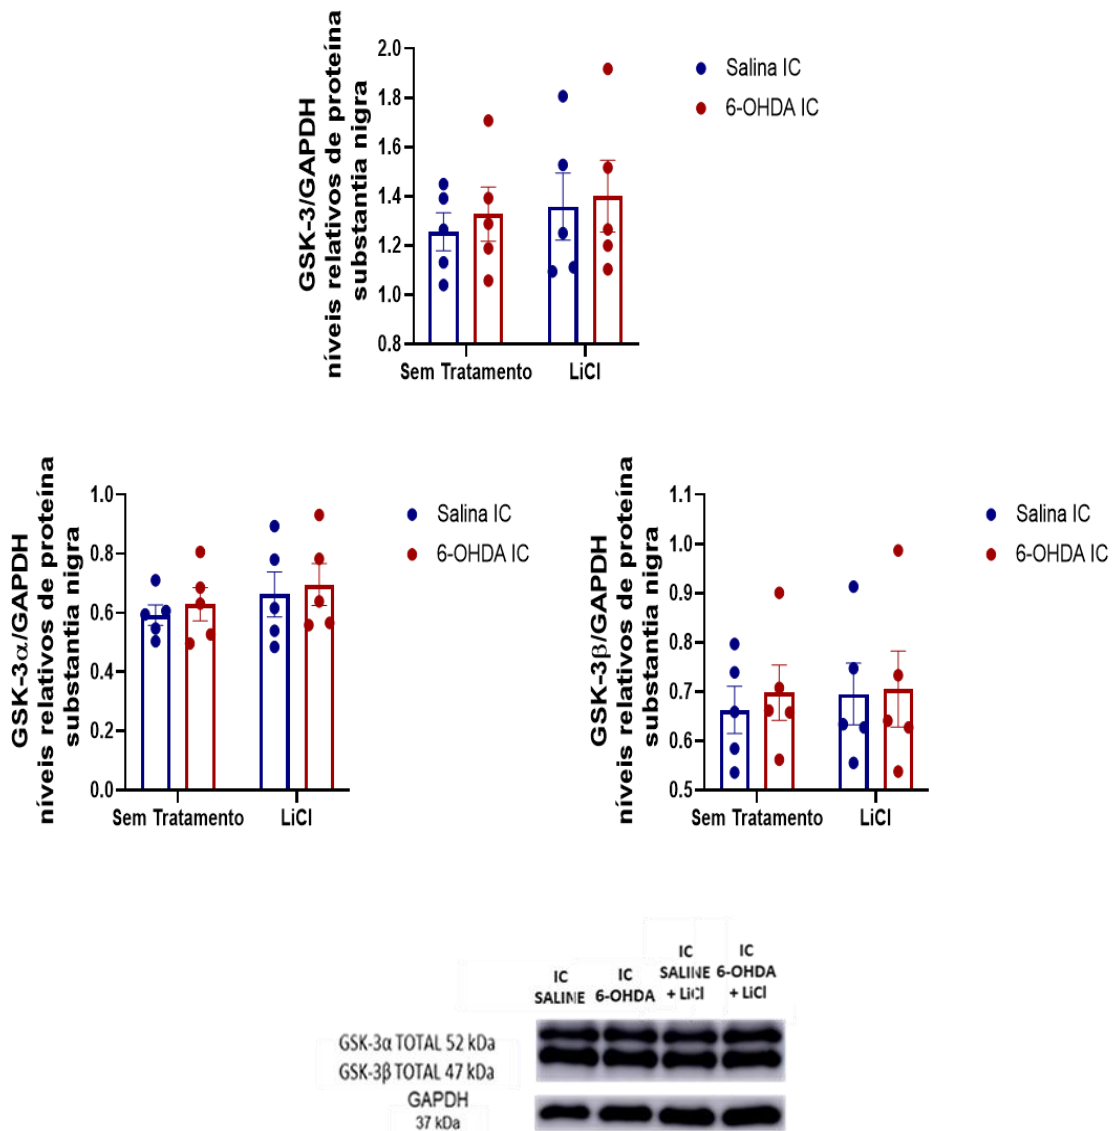 GSK-3/GAPDH
níveis relativos de proteína
substantia nigra
2.0
1.8
1.6
1.4
1.2
1.0
0.8
Sem Tratamento
LiCl
Salina IC
6-OHDA IC
GSK-3α/GAPDH
níveis relativos de proteína
substantia nigra
1.0
0.8
0.6
0.4
0.2
0.0
Sem Tratamento
LiCl
Salina IC
6-OHDA IC
GSK-3β/GAPDH
níveis relativos de proteína
substantia nigra
1.1
1.0
0.9
0.8
0.7
0.6
0.5
Sem Tratamento
LiCl
Salina IC
6-OHDA IC
IC
SALINE
IC
6-OHDA
IC
SALINE
+ LiCl
IC
6-OHDA
+ LiCl
GSK-3α TOTAL 52 kDa
GSK-3β TOTAL 47 kDa
GAPDH
37 kDa